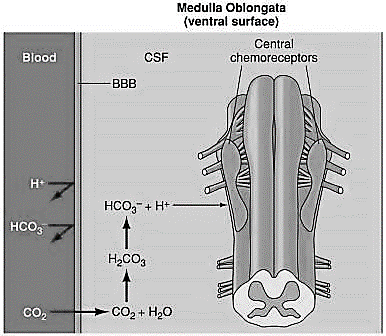 Medulla Oblongata
(ventral surface)
Blood
CSF
Central
chemoreceptors
BBB
H⁺
HCO₃⁻
HCO₃⁻ + H⁺
H₂CO₃
CO₂
CO₂ + H₂O